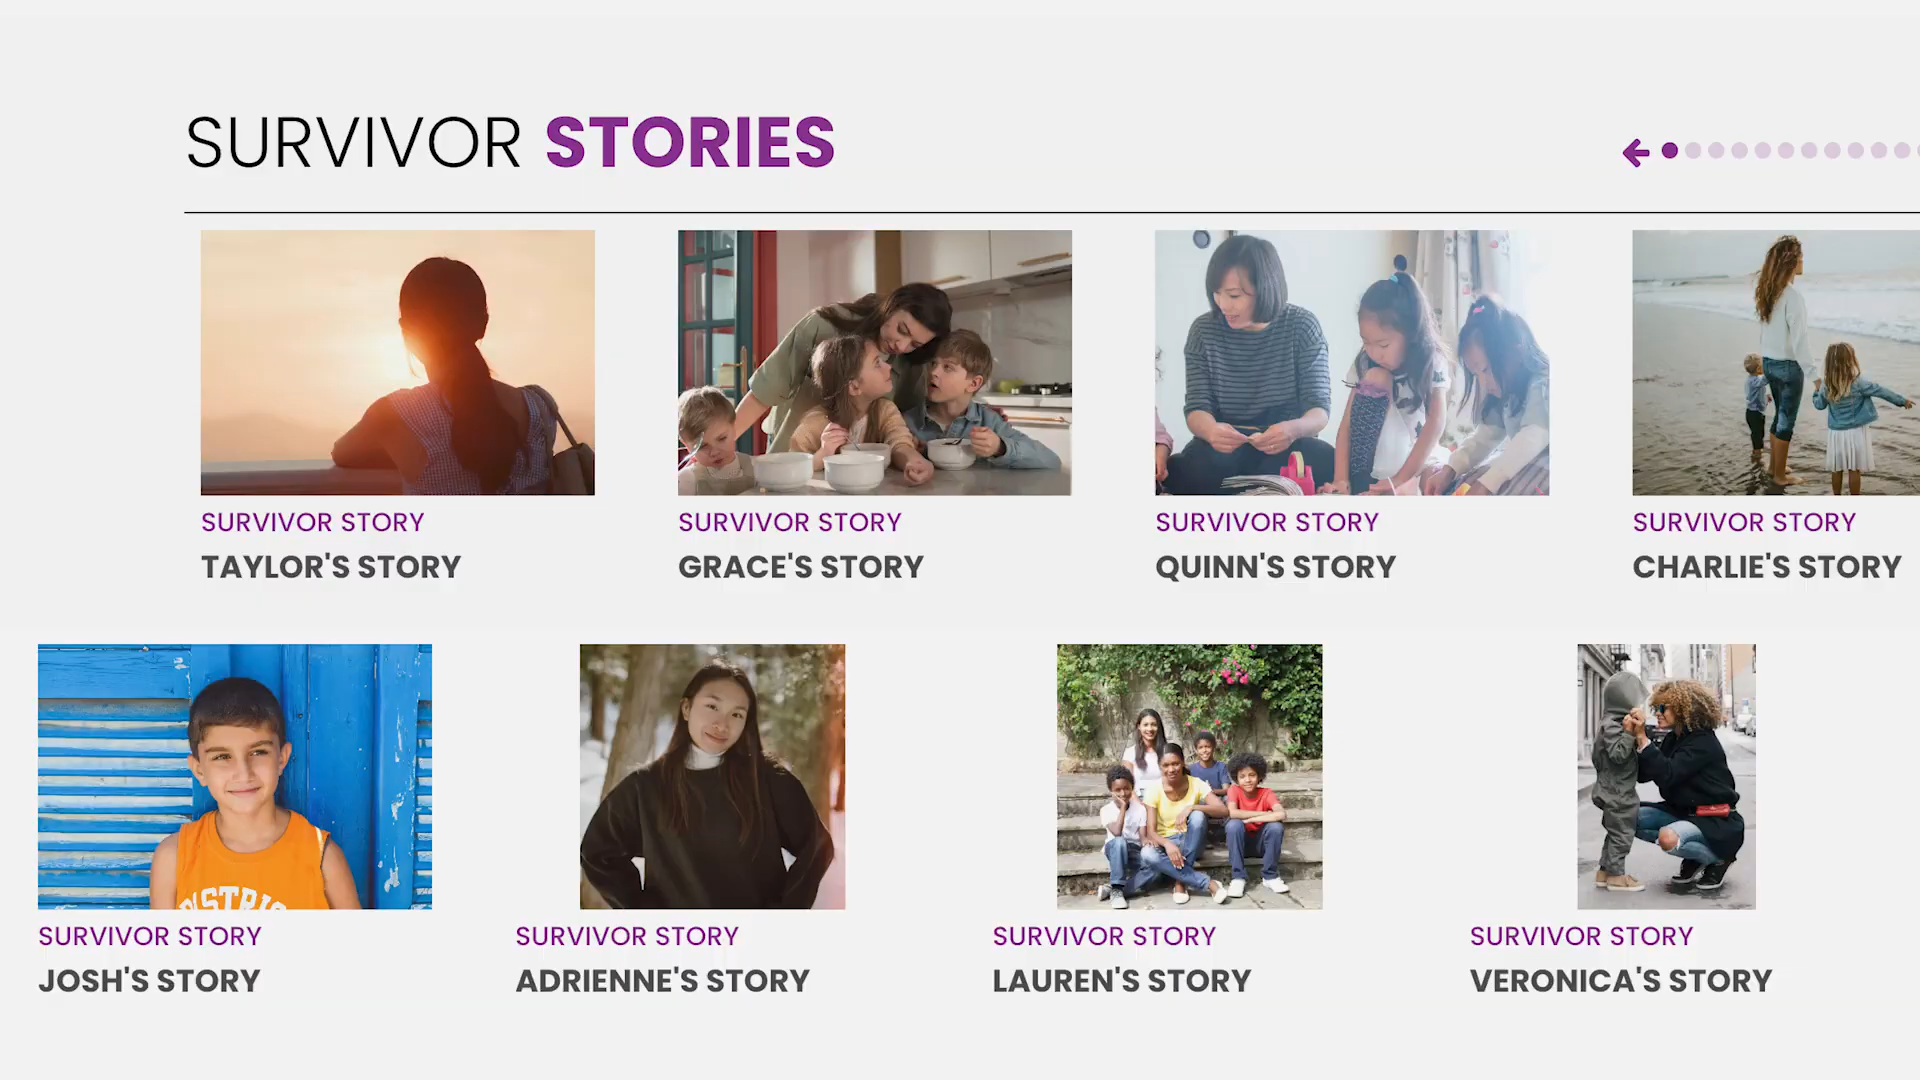 SURVIVOR STORIES
SURVIVOR STORY
TAYLOR'S STORY
SURVIVOR STORY
GRACE'S STORY
SURVIVOR STORY
QUINN'S STORY
SURVIVOR STORY
CHARLIE'S STORY
SURVIVOR STORY
JOSH'S STORY
SURVIVOR STORY
ADRIENNE'S STORY
SURVIVOR STORY
LAUREN'S STORY
SURVIVOR STORY
VERONICA'S STORY